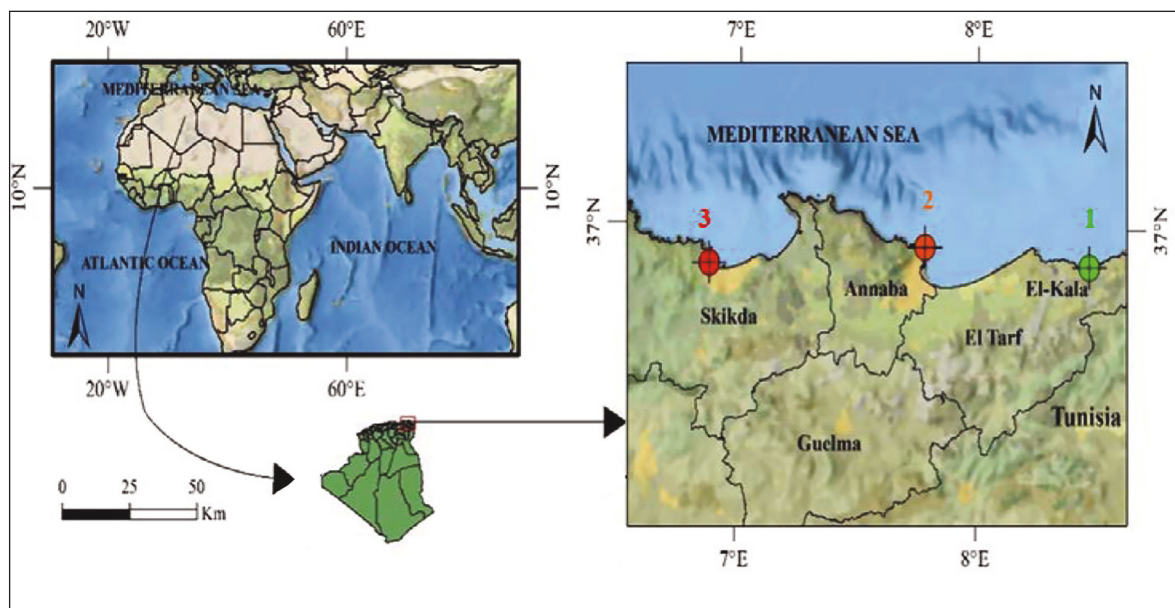 20°W
60°E
MEDITERRANEAN SEA
10°N
10°N
INDIAN OCEAN
ATLANTIC OCEAN
N
20°W
60°E
0
25
50
Km
7°E
8°E
N
MEDITERRANEAN SEA
37°N
37°N
3
2
1
Annaba
El-Kala
Skikda
El Tarf
Tunisia
Guelma
7°E
8°E